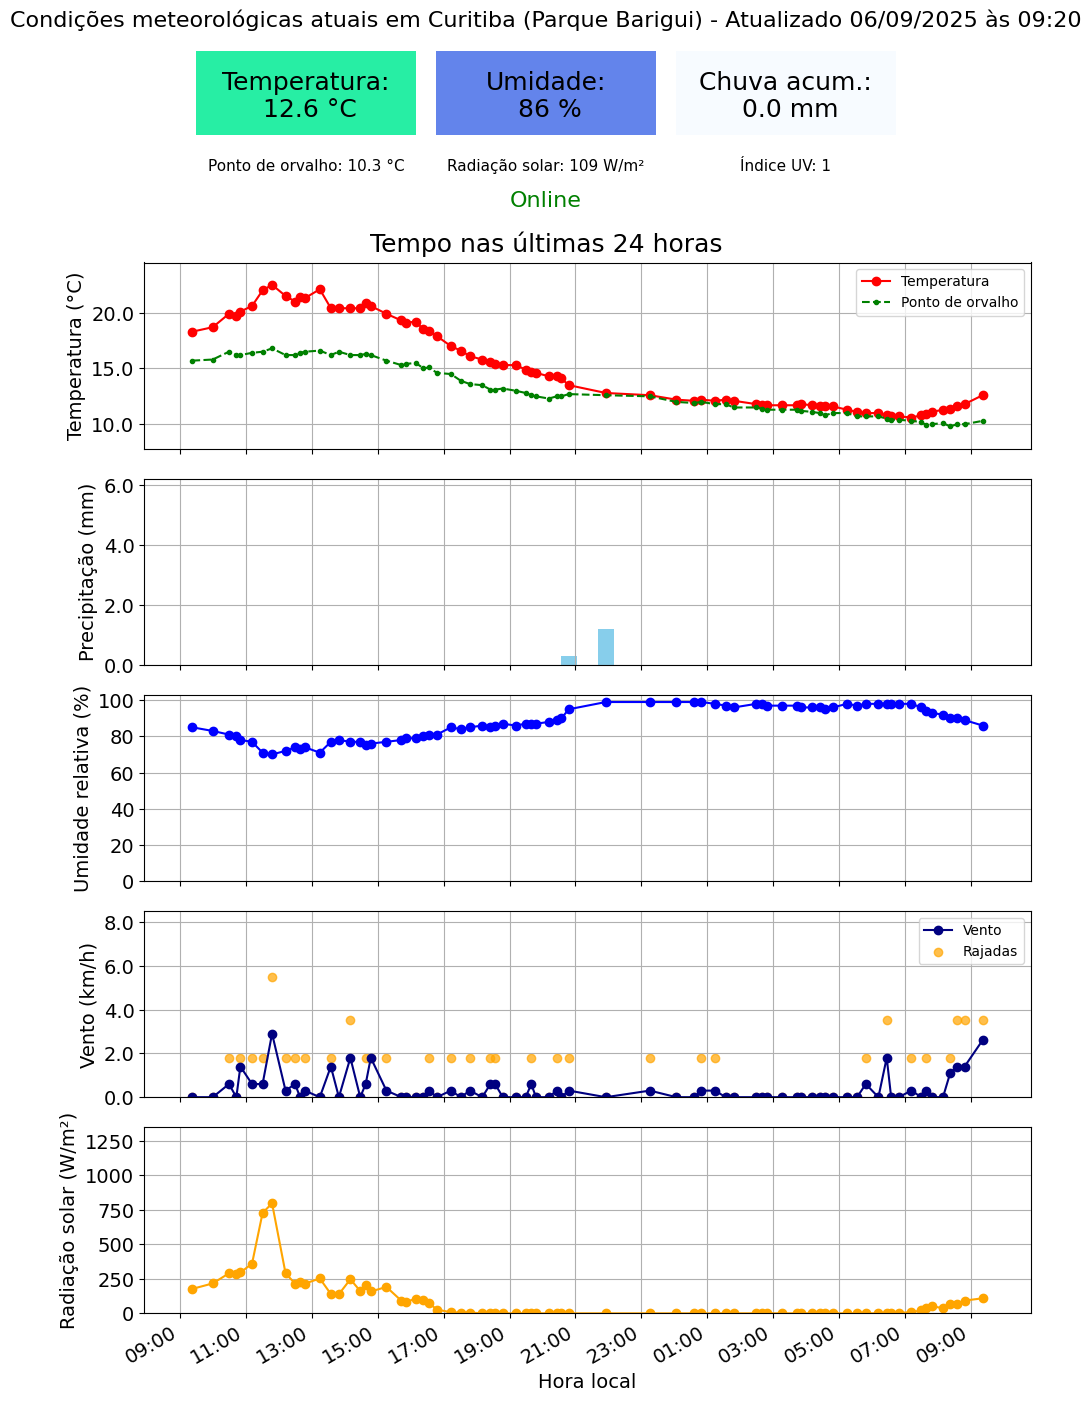 Condições meteorológicas atuais em Curitiba (Parque Barigui) - Atualizado 06/09/2025 às 09:20
Temperatura:
12.6 °C
Umidade:
86 %
Chuva acum.:
0.0 mm
Ponto de orvalho: 10.3 °C
Radiação solar: 109 W/m²
Índice UV: 1
Online
Tempo nas últimas 24 horas
Temperatura (°C)
20.0
15.0
10.0
Temperatura
Ponto de orvalho
Precipitação (mm)
6.0
4.0
2.0
0.0
Umidade relativa (%)
100
80
60
40
20
0
Vento (km/h)
8.0
6.0
4.0
2.0
0.0
Vento
Rajadas
Radiação solar (W/m²)
1250
1000
750
500
250
0
09:00 11:00 13:00 15:00 17:00 19:00 21:00 23:00 01:00 03:00 05:00 07:00 09:00
Hora local